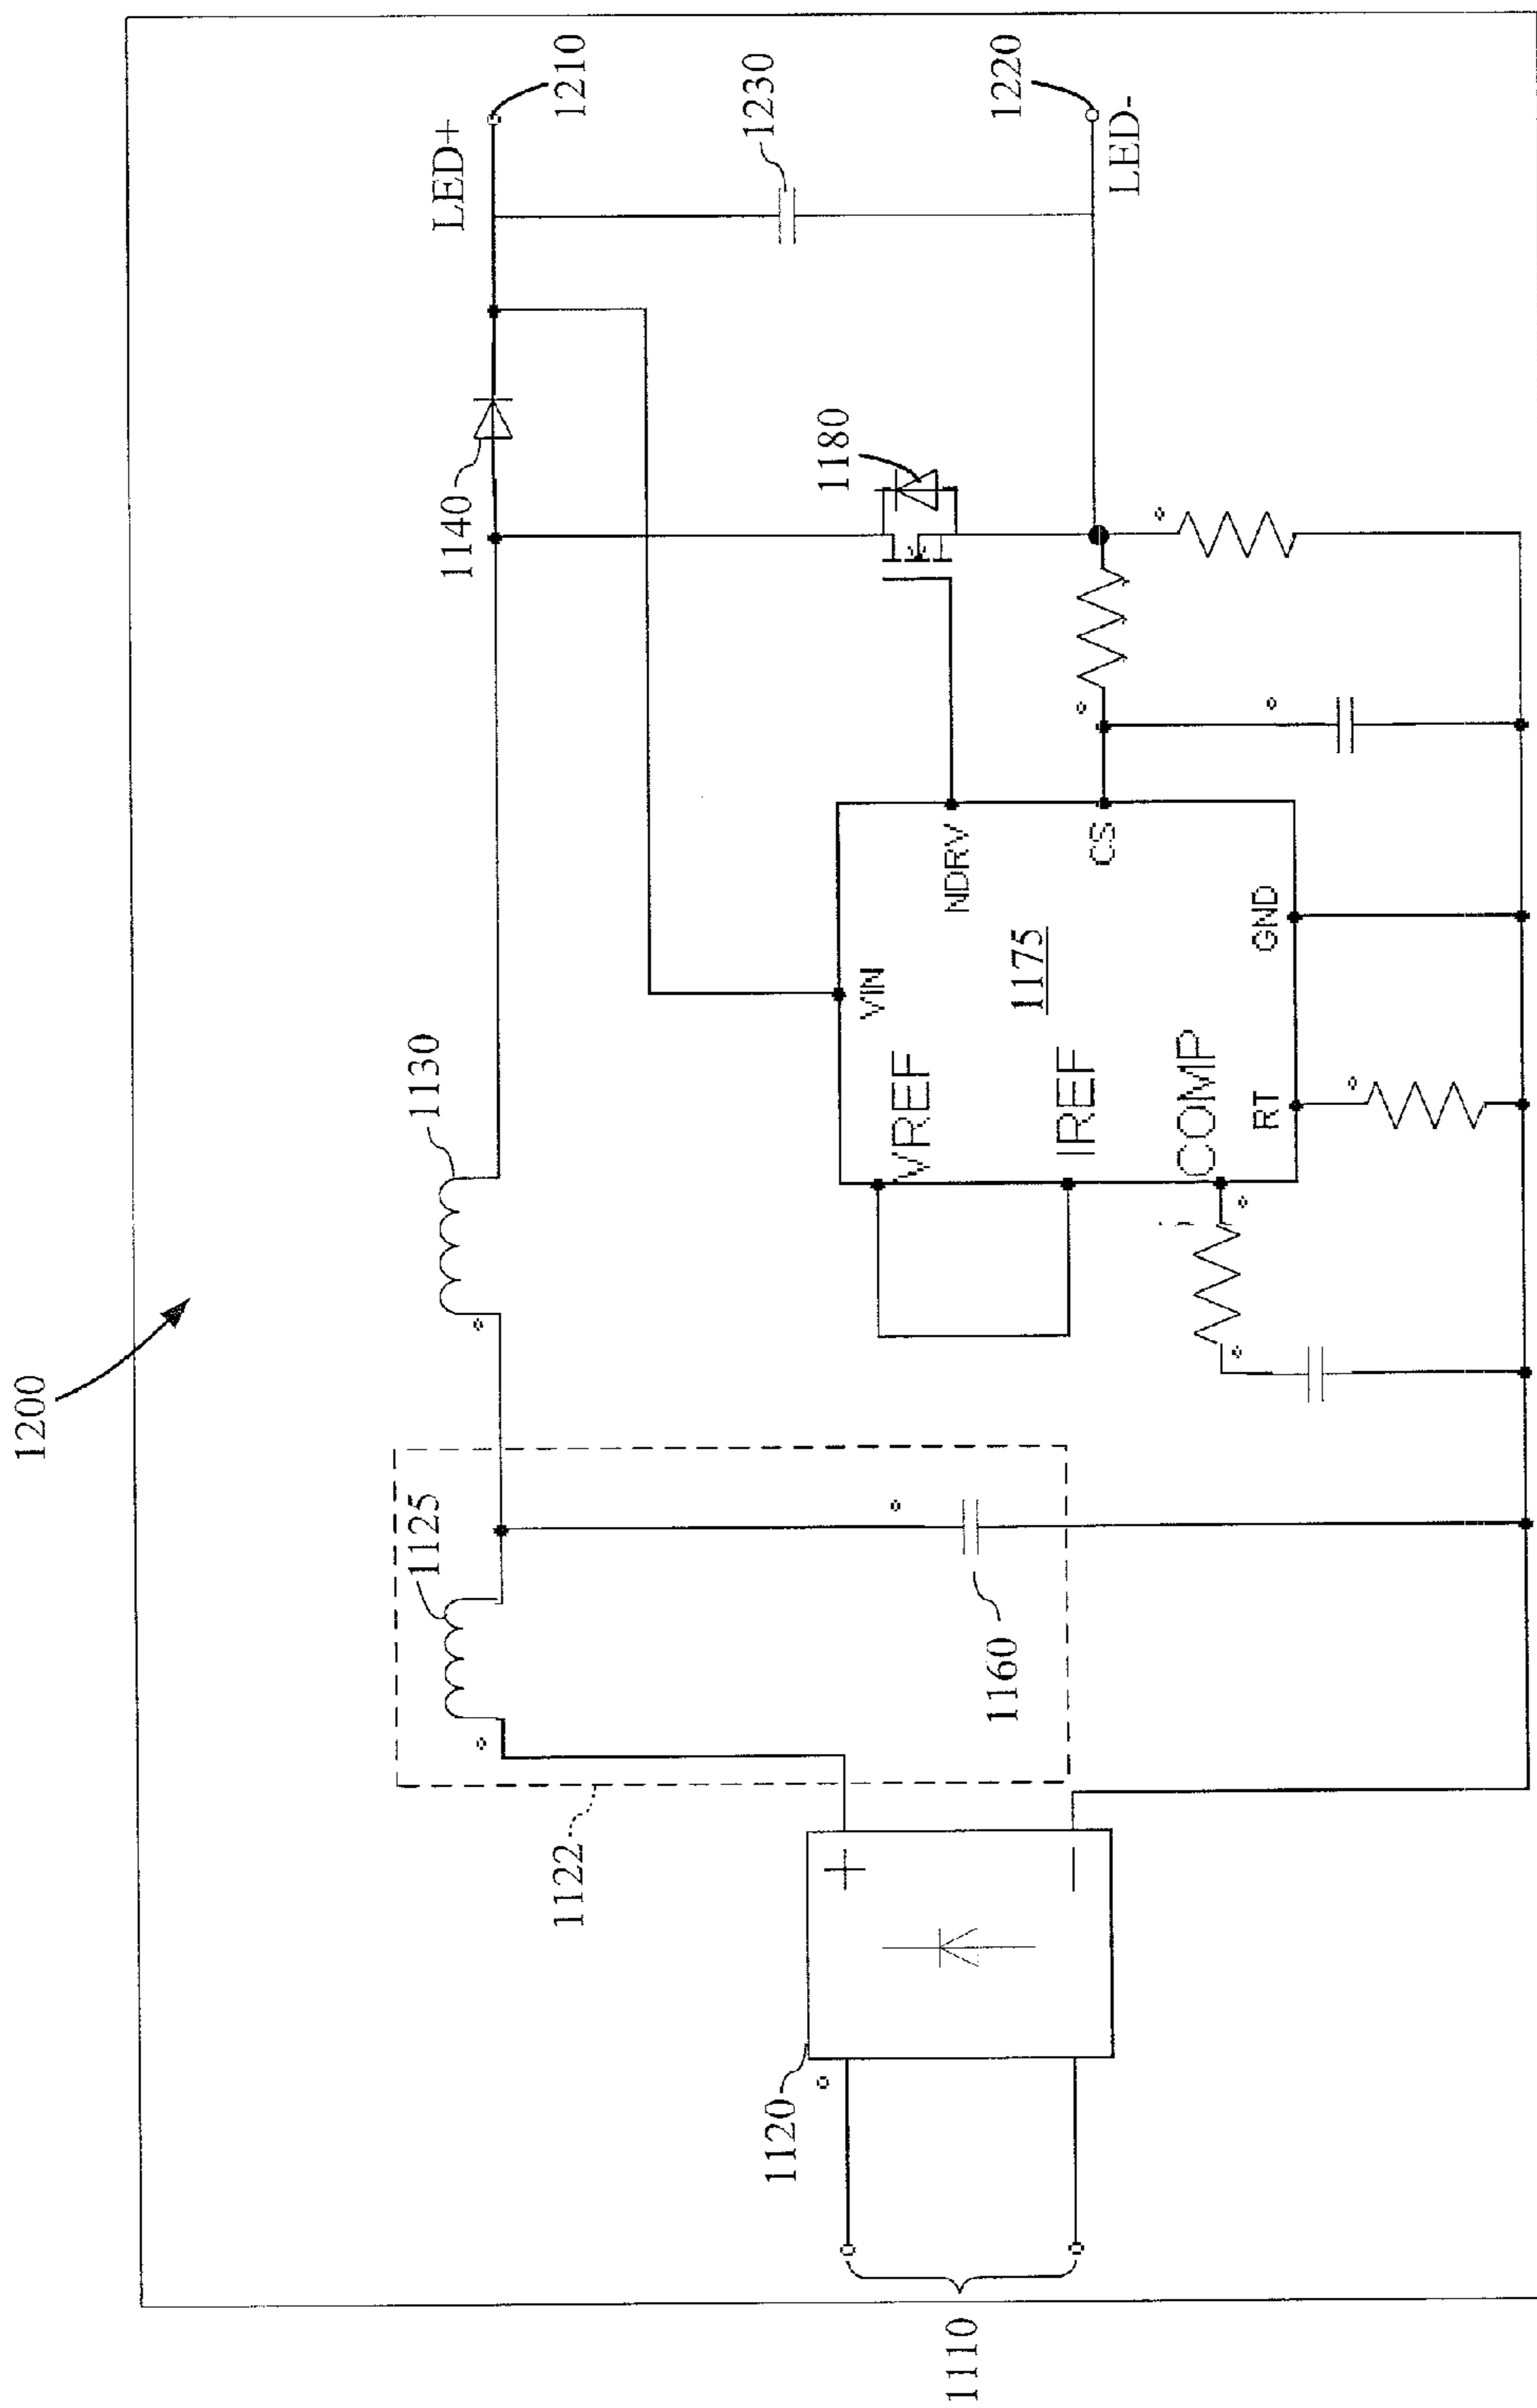 1200
LED+
1210
1140
1130
1230
1125
1180
VIN
NDRV
VREF
1175
1220
LED-
IREF
CS
1160
1122
COMP
1120
RT
GND
1110